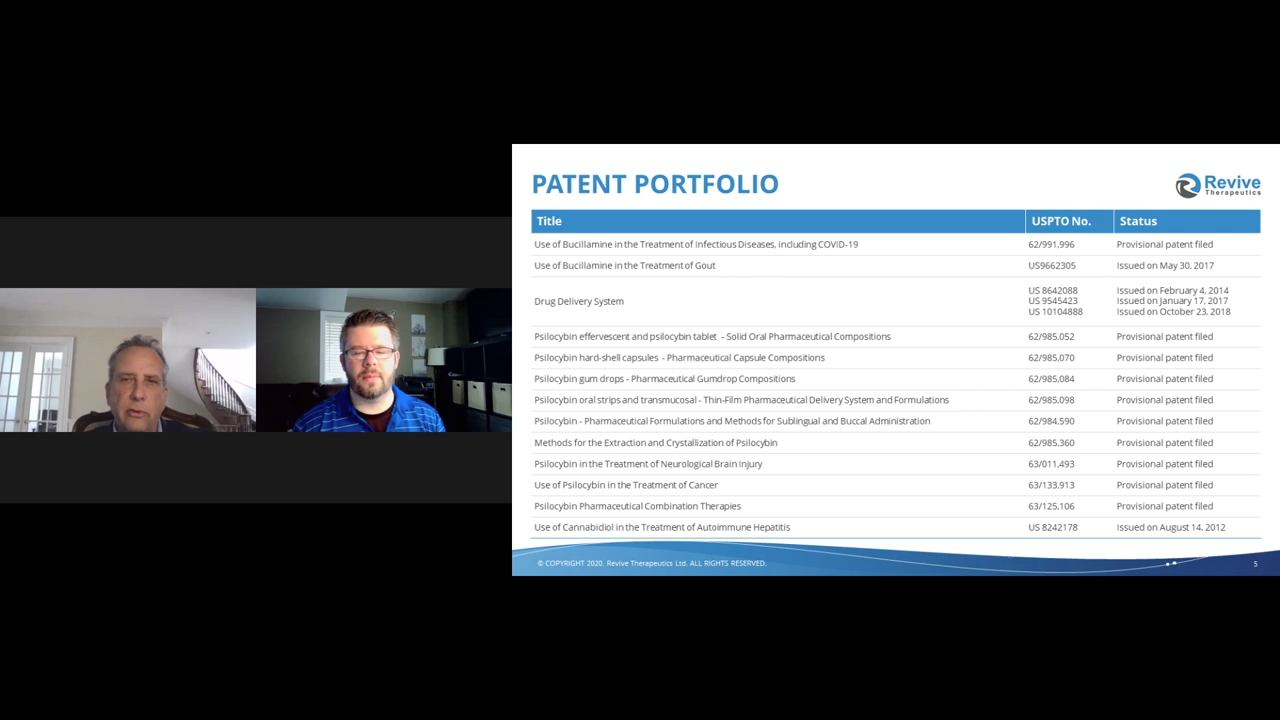 PATENT PORTFOLIO
Revive
Therapeutics
Title USPTO No. Status
Use of Bucillamine in the Treatment of Infectious Diseases, including COVID-19 62/991,996 Provisional patent filed
Use of Bucillamine in the Treatment of Gout US9662305 Issued on May 30, 2017
Drug Delivery System
US 8642088 Issued on February 4, 2014
US 9545423 Issued on January 17, 2017
US 10104888 Issued on October 23, 2018
Psilocybin effervescent and psilocybin tablet - Solid Oral Pharmaceutical Compositions 62/985,052 Provisional patent filed
Psilocybin hard-shell capsules - Pharmaceutical Capsule Compositions 62/985,070 Provisional patent filed
Psilocybin gum drops - Pharmaceutical Gumdrop Compositions 62/985,084 Provisional patent filed
Psilocybin oral strips and transmucosal - Thin-Film Pharmaceutical Delivery System and Formulations 62/985,098 Provisional patent filed
Psilocybin - Pharmaceutical Formulations and Methods for Sublingual and Buccal Administration 62/984,590 Provisional patent filed
Methods for the Extraction and Crystallization of Psilocybin 62/985,360 Provisional patent filed
Psilocybin in the Treatment of Neurological Brain Injury 63/011,493 Provisional patent filed
Use of Psilocybin in the Treatment of Cancer 63/133,913 Provisional patent filed
Psilocybin Pharmaceutical Combination Therapies 63/125,106 Provisional patent filed
Use of Cannabidiol in the Treatment of Autoimmune Hepatitis US 8242178 Issued on August 14, 2012
© COPYRIGHT 2020. Revive Therapeutics Ltd. ALL RIGHTS RESERVED. 5